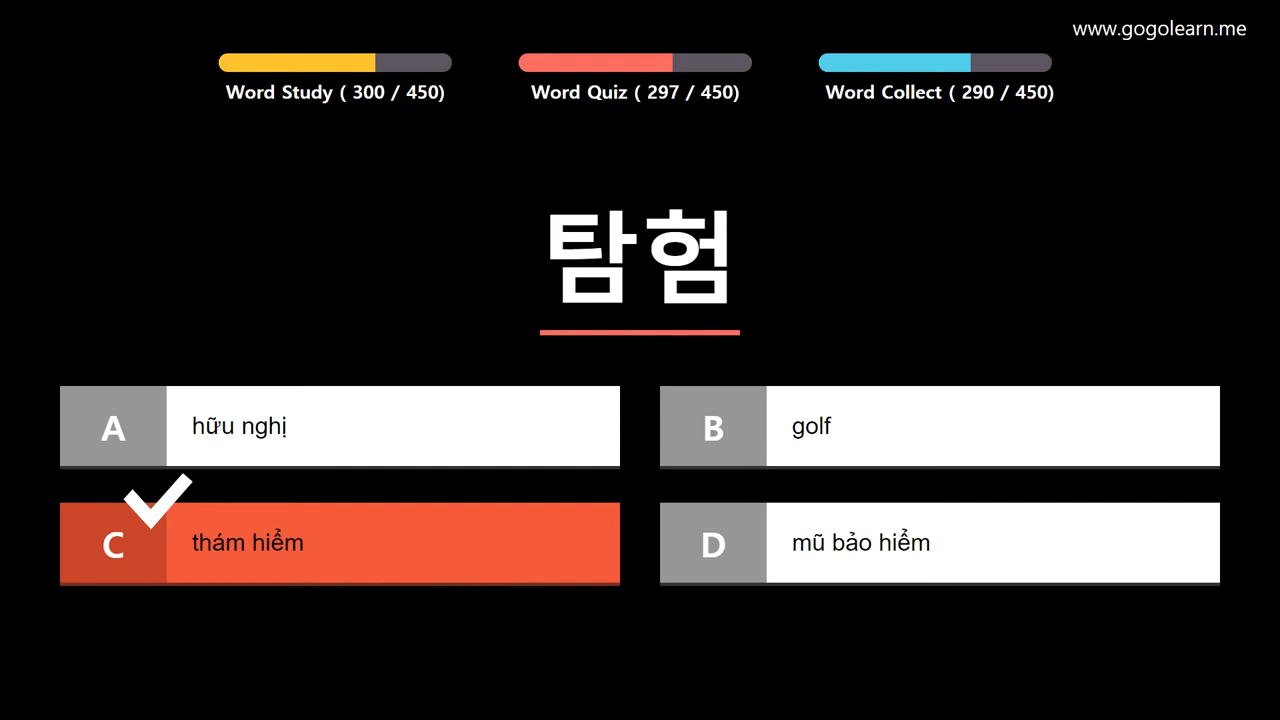 www.gogolearn.me
Word Study ( 300 / 450)
Word Quiz ( 297 / 450)
Word Collect ( 290 / 450)
탐험
A hữu nghị
B golf
C thám hiểm
D mũ bảo hiểm